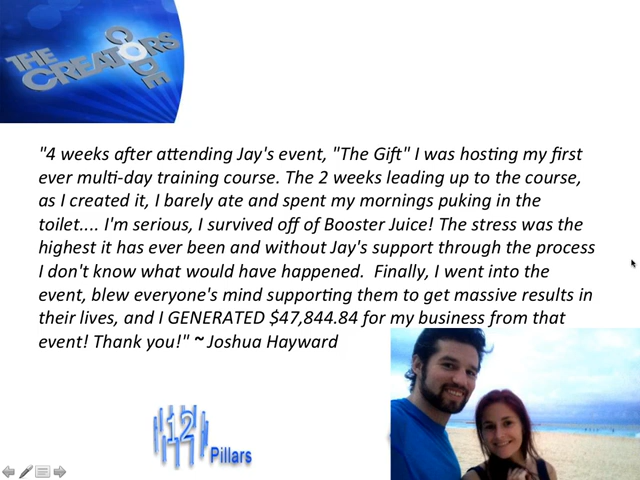 THE CREATORS
CODE
"4 weeks after attending Jay's event, "The Gift" I was hosting my first
ever multi-day training course. The 2 weeks leading up to the course,
as I created it, I barely ate and spent my mornings puking in the
toilet.... I'm serious, I survived off of Booster Juice! The stress was the
highest it has ever been and without Jay's support through the process
I don't know what would have happened.  Finally, I went into the
event, blew everyone's mind supporting them to get massive results in
their lives, and I GENERATED $47,844.84 for my business from that
event! Thank you!" ~ Joshua Hayward
12
Pillars